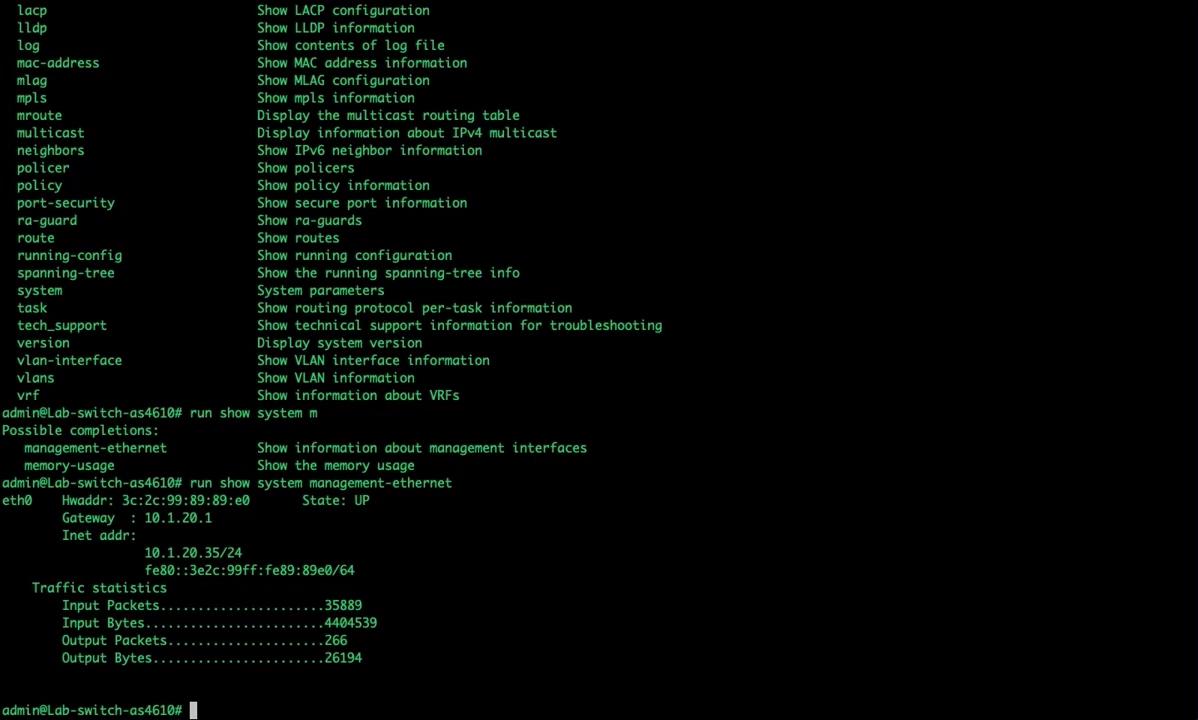 lacp Show LACP configuration
lldp Show LLDP information
log Show contents of log file
mac-address Show MAC address information
mlag Show MLAG configuration
mpls Show mpls information
mroute Display the multicast routing table
multicast Display information about IPv4 multicast
neighbors Show IPv6 neighbor information
policer Show policers
policy Show policy information
port-security Show secure port information
ra-guard Show ra-guards
route Show routes
running-config Show running configuration
spanning-tree Show the running spanning-tree info
system System parameters
task Show routing protocol per-task information
tech_support Show technical support information for troubleshooting
version Display system version
vlan-interface Show VLAN interface information
vlans Show VLAN information
vrf Show information about VRFs
admin@Lab-switch-as4610# run show system m
Possible completions:
management-ethernet Show information about management interfaces
memory-usage Show the memory usage
admin@Lab-switch-as4610# run show system management-ethernet
eth0 Hwaddr: 3c:2c:99:89:89:e0 State: UP
Gateway : 10.1.20.1
Inet addr:
10.1.20.35/24
fe80::3e2c:99ff:fe89:89e0/64
Traffic statistics
Input Packets......................35889
Input Bytes........................4404539
Output Packets.....................266
Output Bytes.......................26194
admin@Lab-switch-as4610#